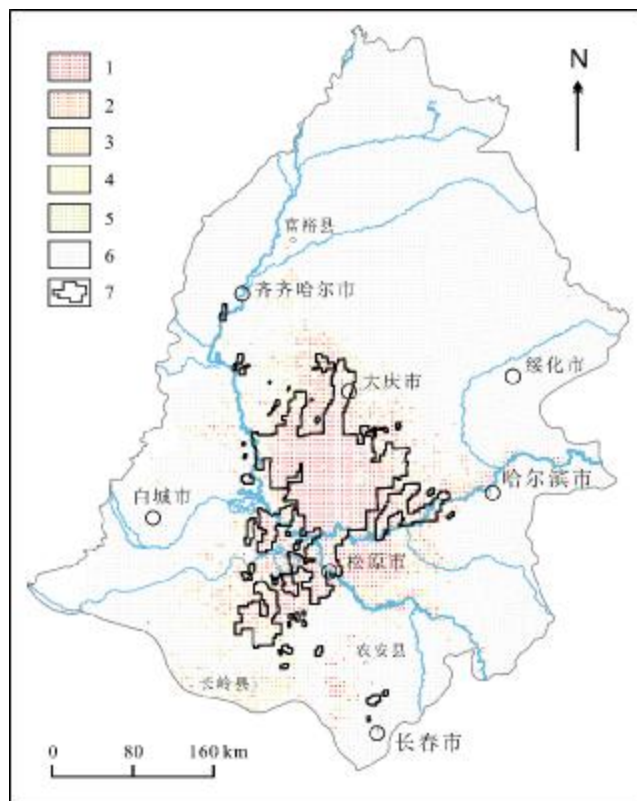 1
2
3
4
5
6
7
N
富裕县
齐齐哈尔市
大庆市
绥化市
哈尔滨市
白城市
松原市
农安县
长岭县
长春市
0 80 160 km